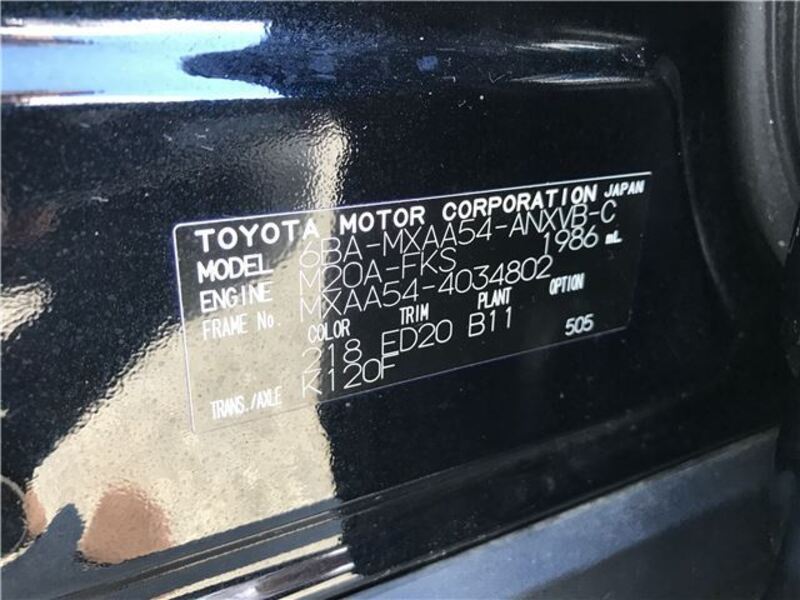 TOYOTA MOTOR CORPORATION JAPAN
MODEL 6BA-MXAA54-ANXVB-C
ENGINE M20A-FKS 1986 mL
FRAME No. MXAA54-4034802
COLOR TRIM PLANT OPTION
218 ED20 B11 505
TRANS./AXLE K120F